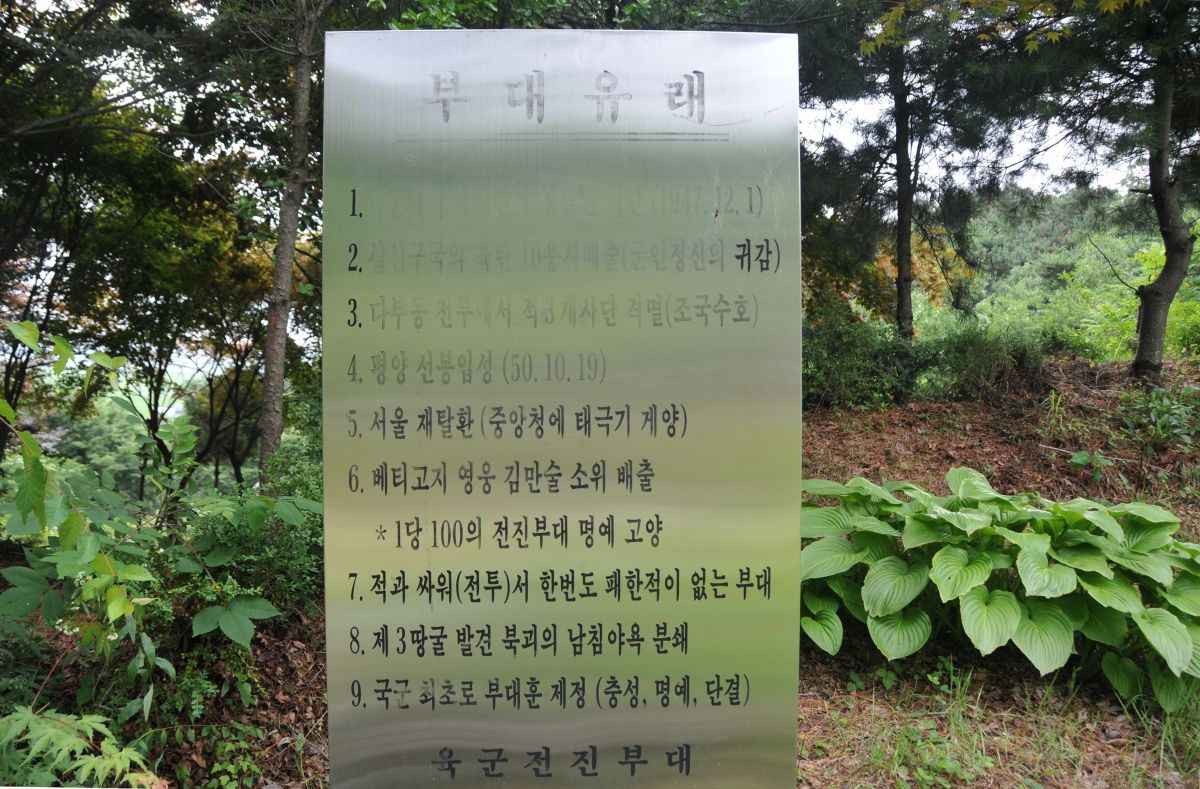 부대유래
1. (1947. 12. 1)
2. 살신구국의 육탄 10용사배출(군인정신의 귀감)
3. 다부동 전투에서 적3개사단 격멸(조국수호)
4. 평양 선봉입성 (50. 10. 19)
5. 서울 재탈환 (중앙청에 태극기 게양)
6. 베티고지 영웅 김만술 소위 배출
* 1당 100의 전진부대 명예 고양
7. 적과 싸워(전투)서 한번도 패한적이 없는 부대
8. 제3땅굴 발견 북괴의 남침야욕 분쇄
9. 국군 최초로 부대훈 제정 (충성, 명예, 단결)
육군전진부대